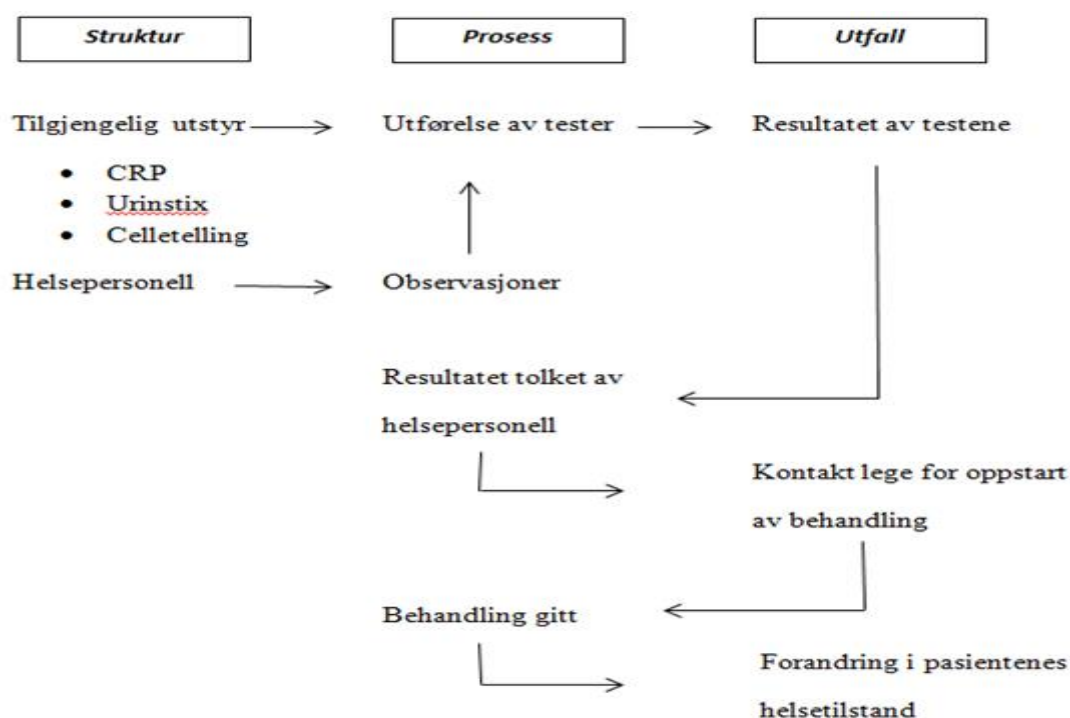 Struktur Prosess Utfall
Tilgjengelig utstyr Utførelse av tester Resultatet av testene
• CRP
• Urinstix
• Celletelling
Helsepersonell Observasjoner
Resultatet tolket av
helsepersonell
Kontakt lege for oppstart
av behandling
Behandling gitt
Forandring i pasientenes
helsetilstand